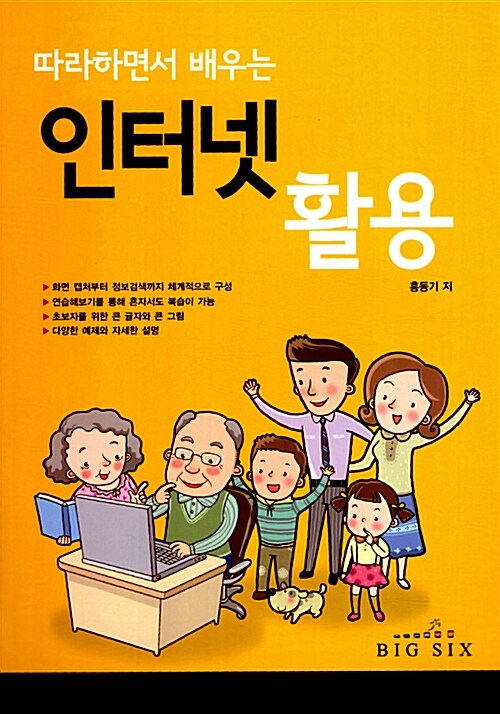 따라하면서 배우는
인터넷
활용
홍동기 저
▶ 화면 캡처부터 정보검색까지 체계적으로 구성
▶ 연습해보기를 통해 혼자서도 복습이 가능
▶ 초보자를 위한 큰 글자와 큰 그림
▶ 다양한 예제와 자세한 설명
BIG SIX